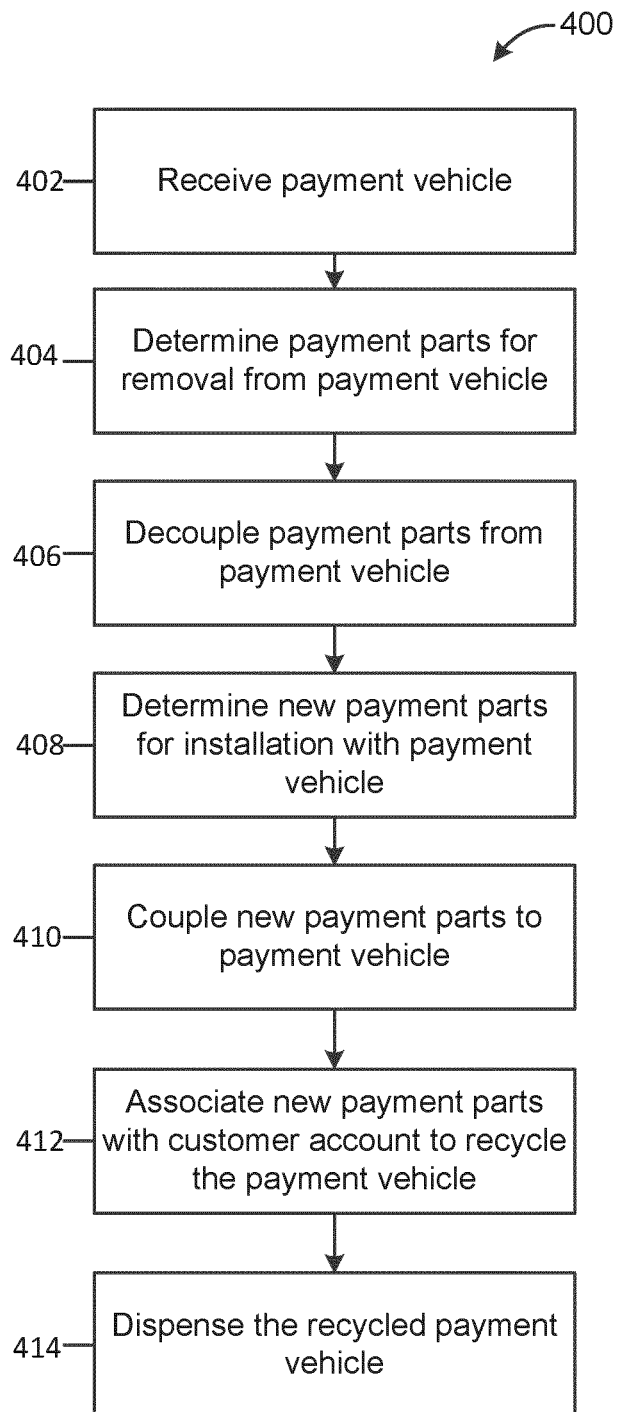 400
402
Receive payment vehicle
404
Determine payment parts for
removal from payment vehicle
406
Decouple payment parts from
payment vehicle
408
Determine new payment parts
for installation with payment
vehicle
410
Couple new payment parts to
payment vehicle
412
Associate new payment parts
with customer account to recycle
the payment vehicle
414
Dispense the recycled payment
vehicle